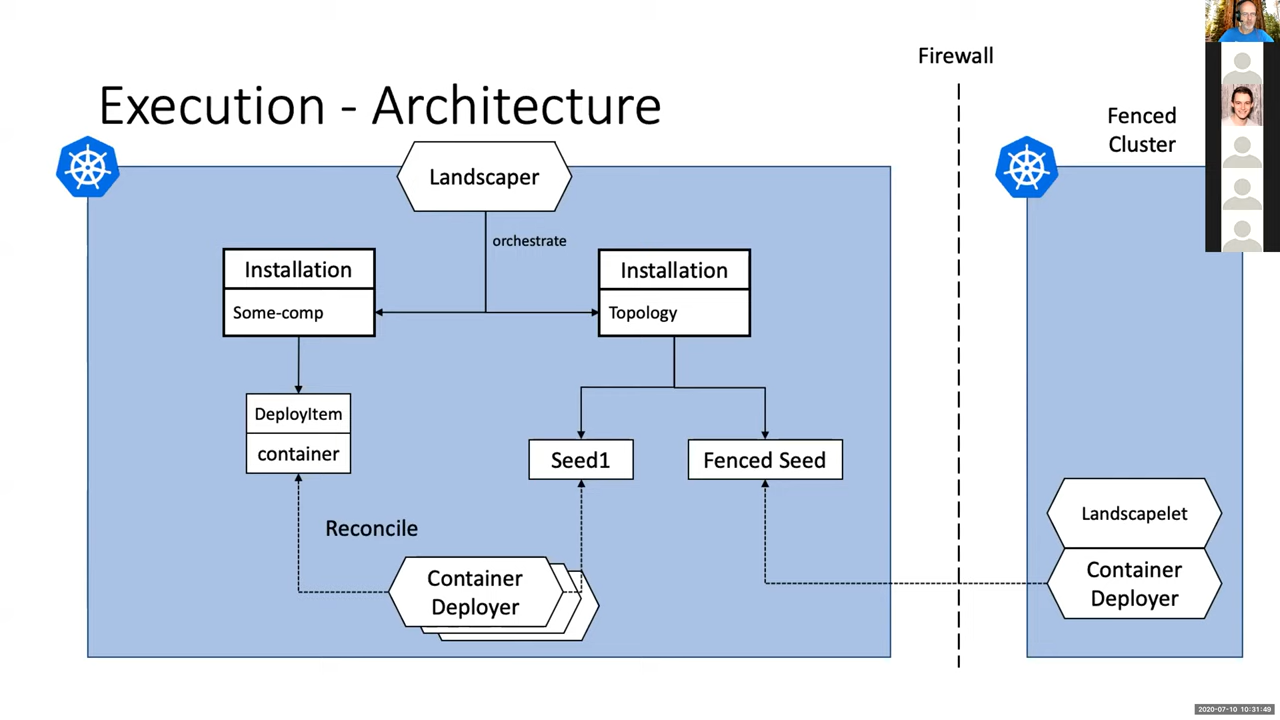 Firewall
Execution - Architecture
Fenced
Cluster
Landscaper
orchestrate
Installation
Some-comp
Installation
Topology
DeployItem
container
Seed1
Fenced Seed
Reconcile
Landscapelet
Container
Deployer
Container
Deployer
2020-07-10 10:31:49